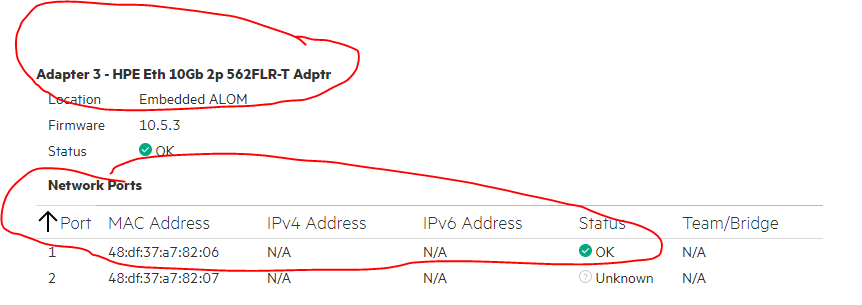 Adapter 3 - HPE Eth 10Gb 2p 562FLR-T Adptr
Location Embedded ALOM
Firmware 10.5.3
Status OK
Network Ports
Port MAC Address IPv4 Address IPv6 Address Status Team/Bridge
1 48:df:37:a7:82:06 N/A N/A OK N/A
2 48:df:37:a7:82:07 N/A N/A Unknown N/A